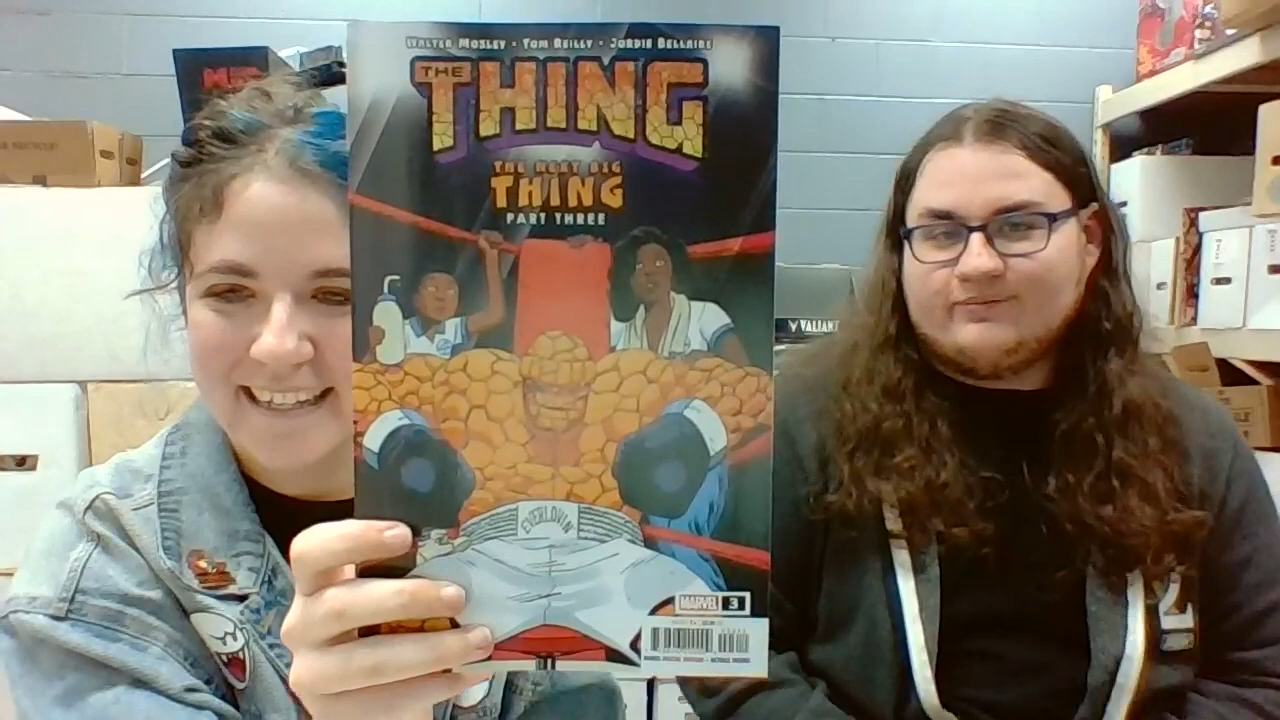 WALTER MOSLEY • TOM REILLY • JORDIE BELLAIRE
THE
THING
THE NEXT BIG
THING
PART THREE
EVERLOVIN'
MARVEL 3
VALIANT